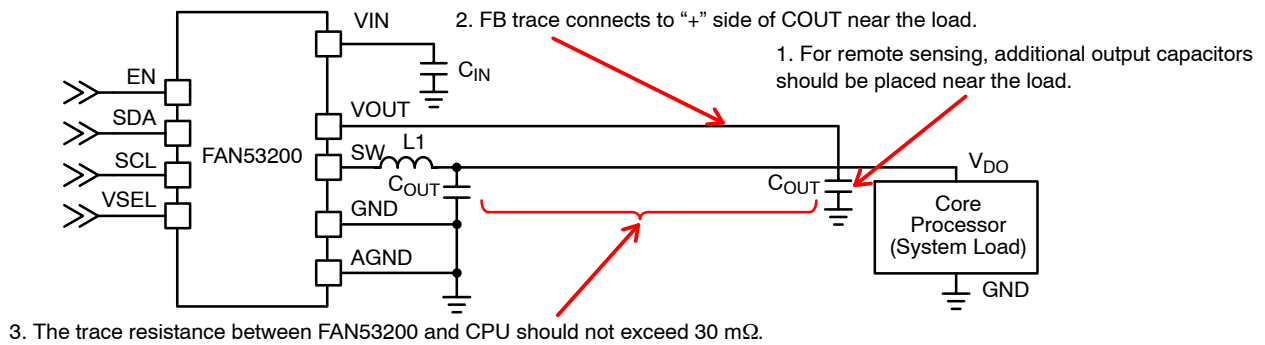 VIN
2. FB trace connects to “+” side of COUT near the load.
1. For remote sensing, additional output capacitors
should be placed near the load.
CIN
EN
SDA
SCL
VSEL
FAN53200
VOUT
SW
L1
COUT
GND
AGND
COUT
VDO
Core
Processor
(System Load)
GND
3. The trace resistance between FAN53200 and CPU should not exceed 30 mΩ.